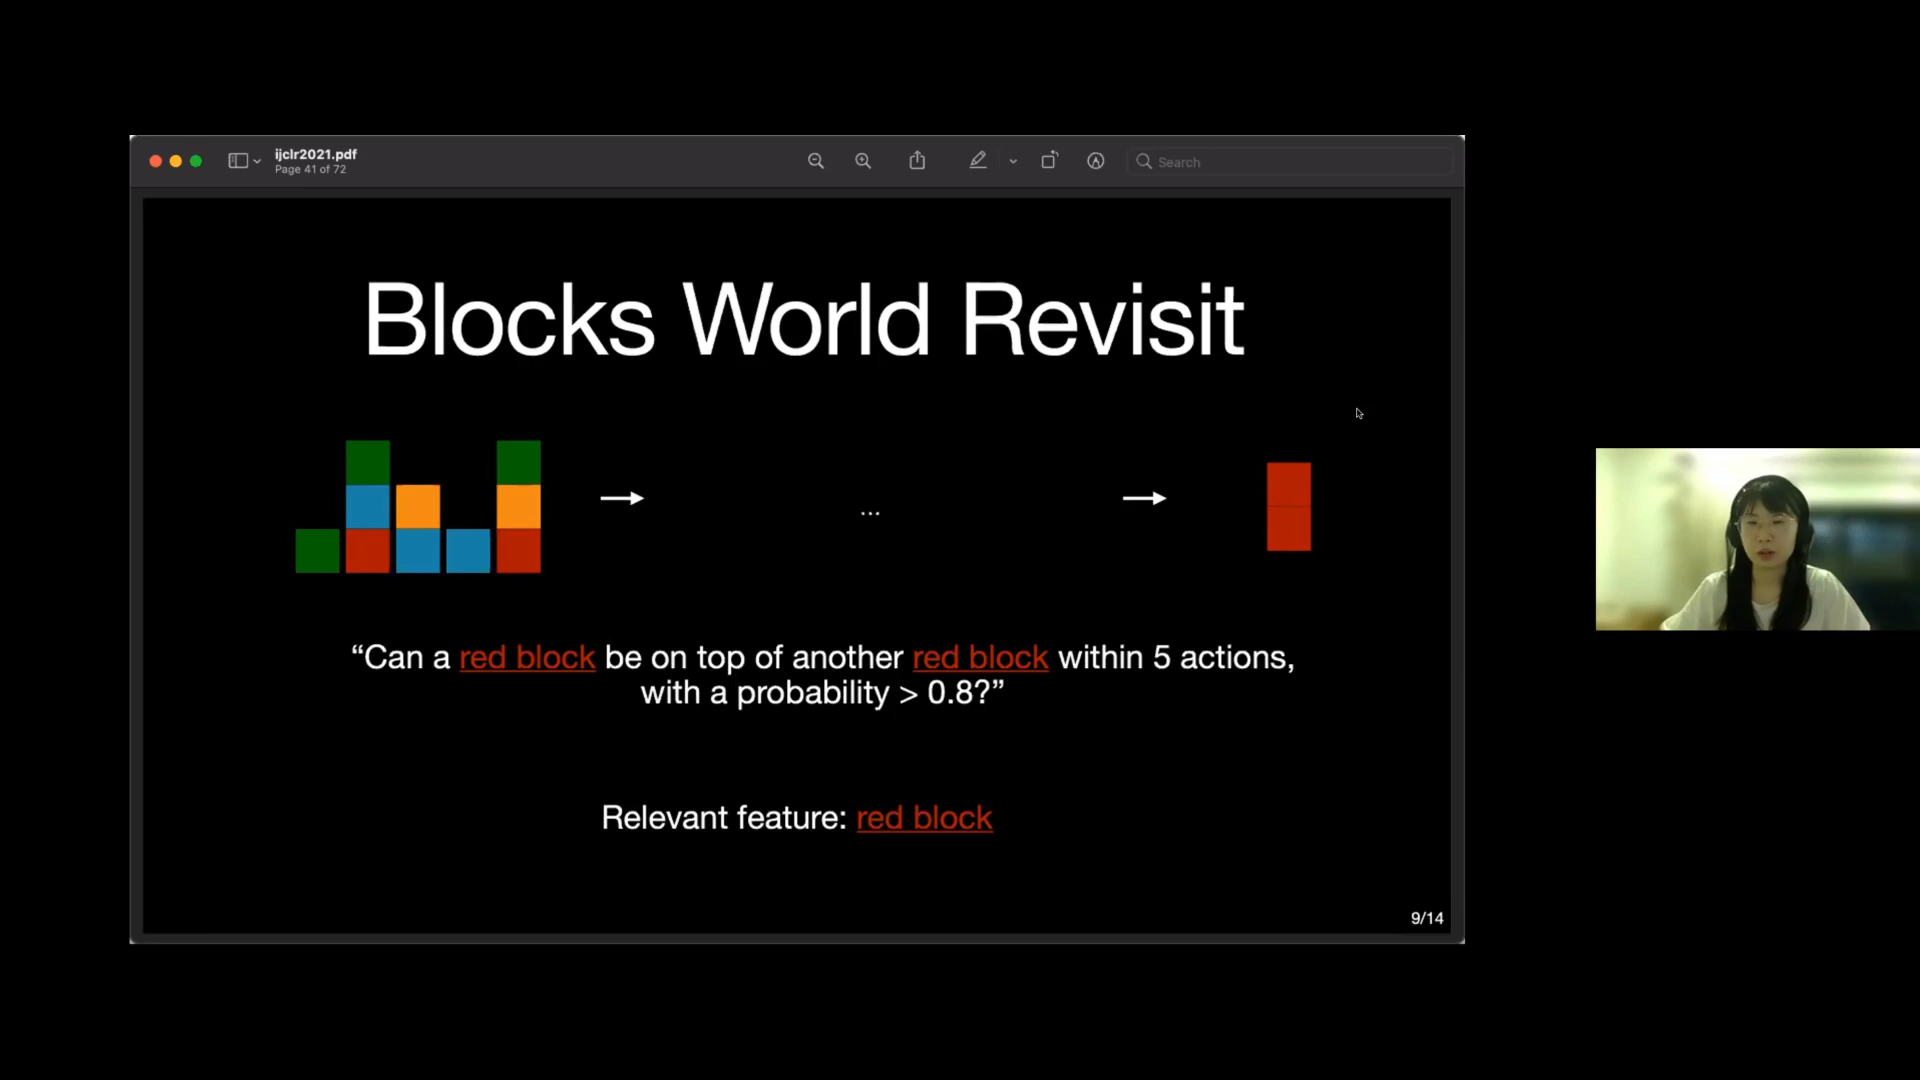 ijclr2021.pdf
Page 41 of 72
Search
Blocks World Revisit
...
“Can a red block be on top of another red block within 5 actions,
with a probability > 0.8?”
Relevant feature: red block
9/14